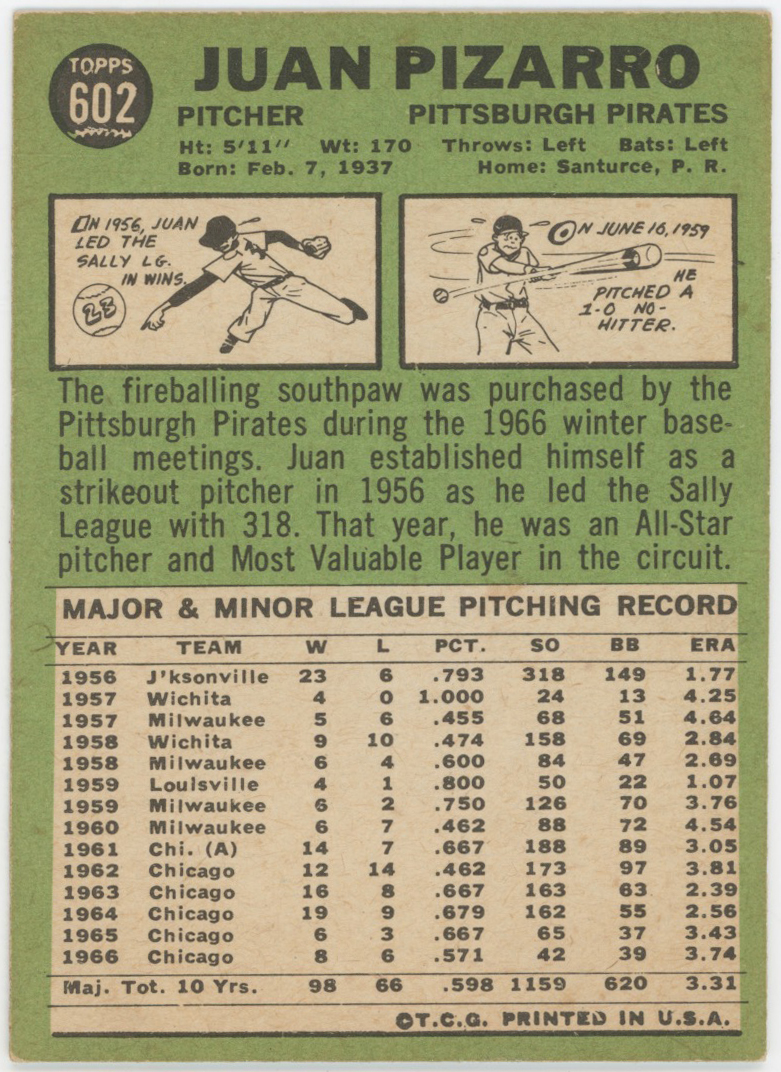 TOPPS
602
JUAN PIZARRO
PITCHER PITTSBURGH PIRATES
Ht: 5'11" Wt: 170 Throws: Left Bats: Left
Born: Feb. 7, 1937 Home: Santurce, P. R.
IN 1956, JUAN
LED THE
SALLY LG.
IN WINS.
23
ON JUNE 16, 1959
HE
PITCHED A
1-0 NO-
HITTER.
The fireballing southpaw was purchased by the
Pittsburgh Pirates during the 1966 winter base-
ball meetings. Juan established himself as a
strikeout pitcher in 1956 as he led the Sally
League with 318. That year, he was an All-Star
pitcher and Most Valuable Player in the circuit.
MAJOR & MINOR LEAGUE PITCHING RECORD
YEAR TEAM W L PCT. SO BB ERA
1956 J'ksonville 23 6 .793 318 149 1.77
1957 Wichita 4 0 1.000 24 13 4.25
1957 Milwaukee 5 6 .455 68 51 4.64
1958 Wichita 9 10 .474 158 69 2.84
1958 Milwaukee 6 4 .600 84 47 2.69
1959 Louisville 4 1 .800 50 22 1.07
1959 Milwaukee 6 2 .750 126 70 3.76
1960 Milwaukee 6 7 .462 88 72 4.54
1961 Chi. (A) 14 7 .667 188 89 3.05
1962 Chicago 12 14 .462 173 97 3.81
1963 Chicago 16 8 .667 163 63 2.39
1964 Chicago 19 9 .679 162 55 2.56
1965 Chicago 6 3 .667 65 37 3.43
1966 Chicago 8 6 .571 42 39 3.74
Maj. Tot. 10 Yrs. 98 66 .598 1159 620 3.31
©T.C.G. PRINTED IN U.S.A.